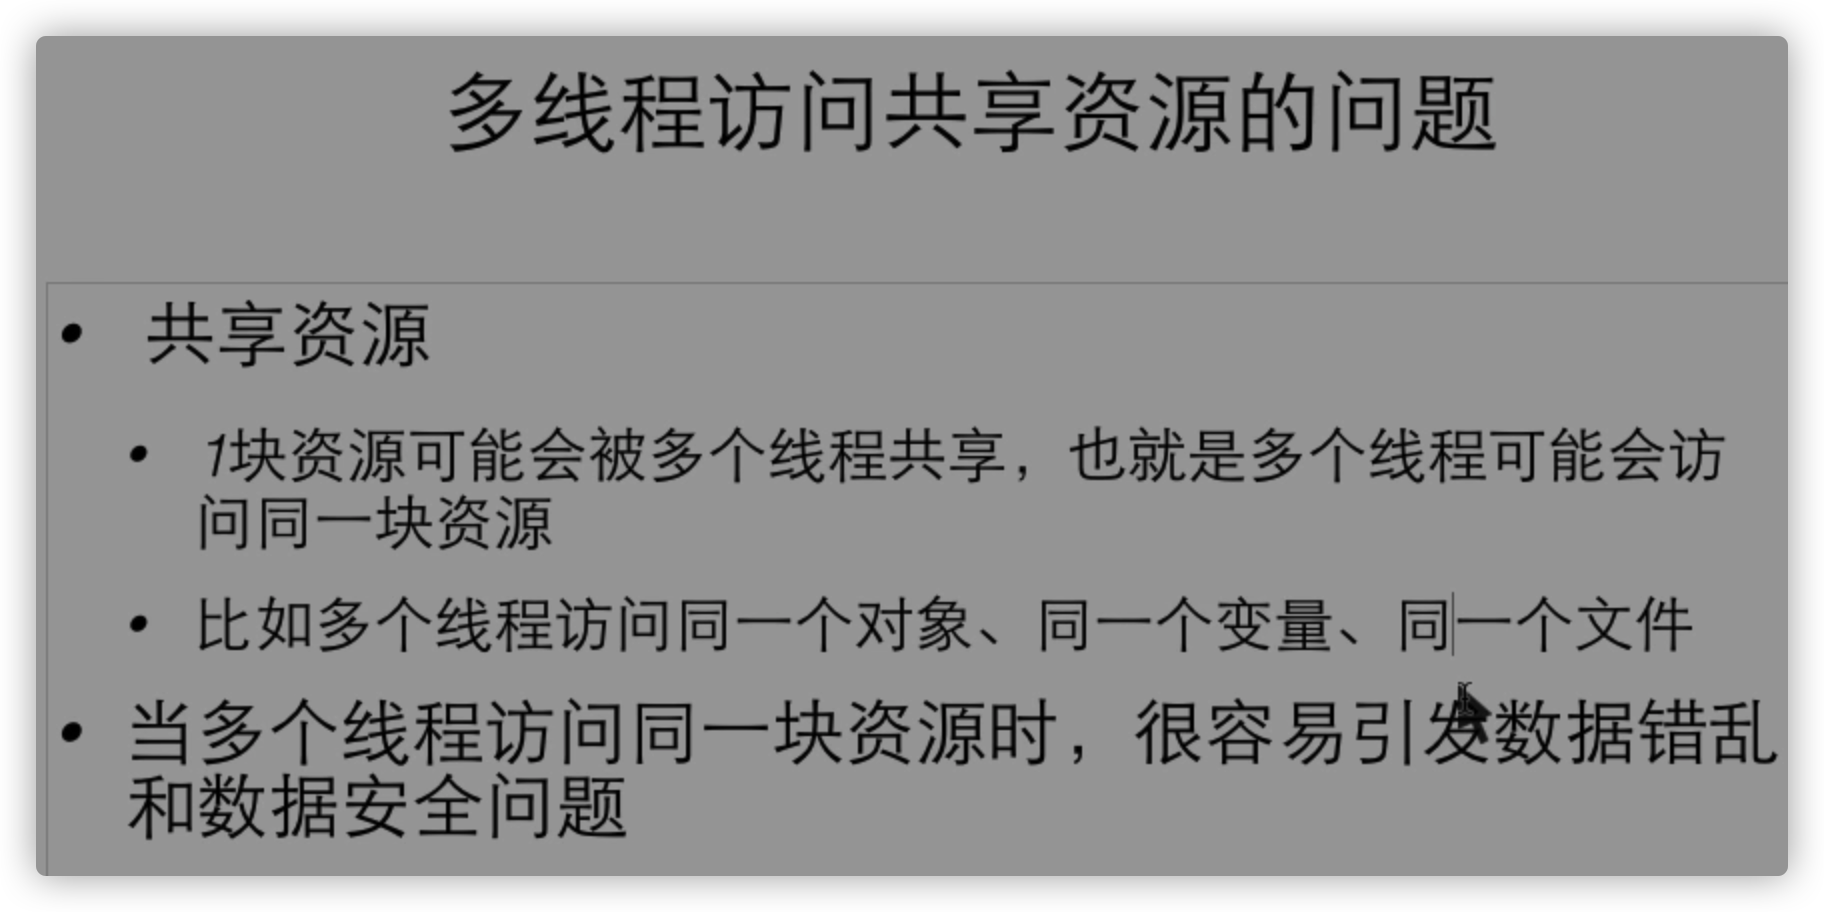 多线程访问共享资源的问题
• 共享资源
• 1块资源可能会被多个线程共享，也就是多个线程可能会访
问同一块资源
• 比如多个线程访问同一个对象、同一个变量、同一个文件
• 当多个线程访问同一块资源时，很容易引发数据错乱
和数据安全问题